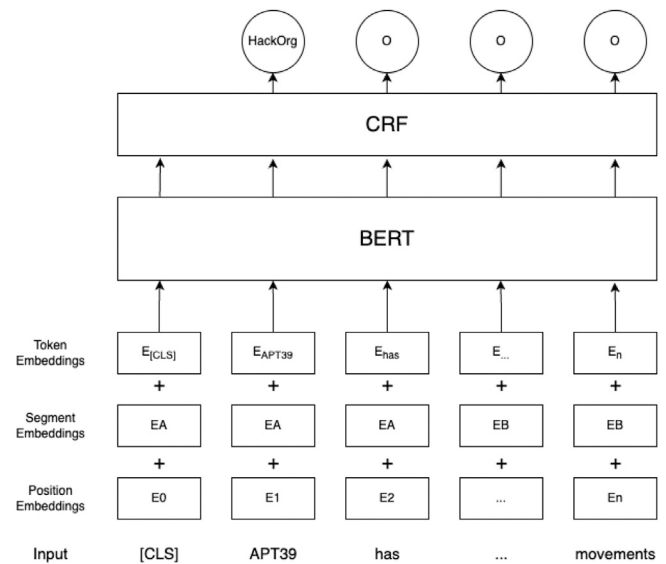 HackOrg O O O
CRF
BERT
Token Embeddings E[CLS] EAPT39 Ehas E... En
+ + + + +
Segment Embeddings EA EA EA EB EB
+ + + + +
Position Embeddings E0 E1 E2 ... En
Input [CLS] APT39 has ... movements